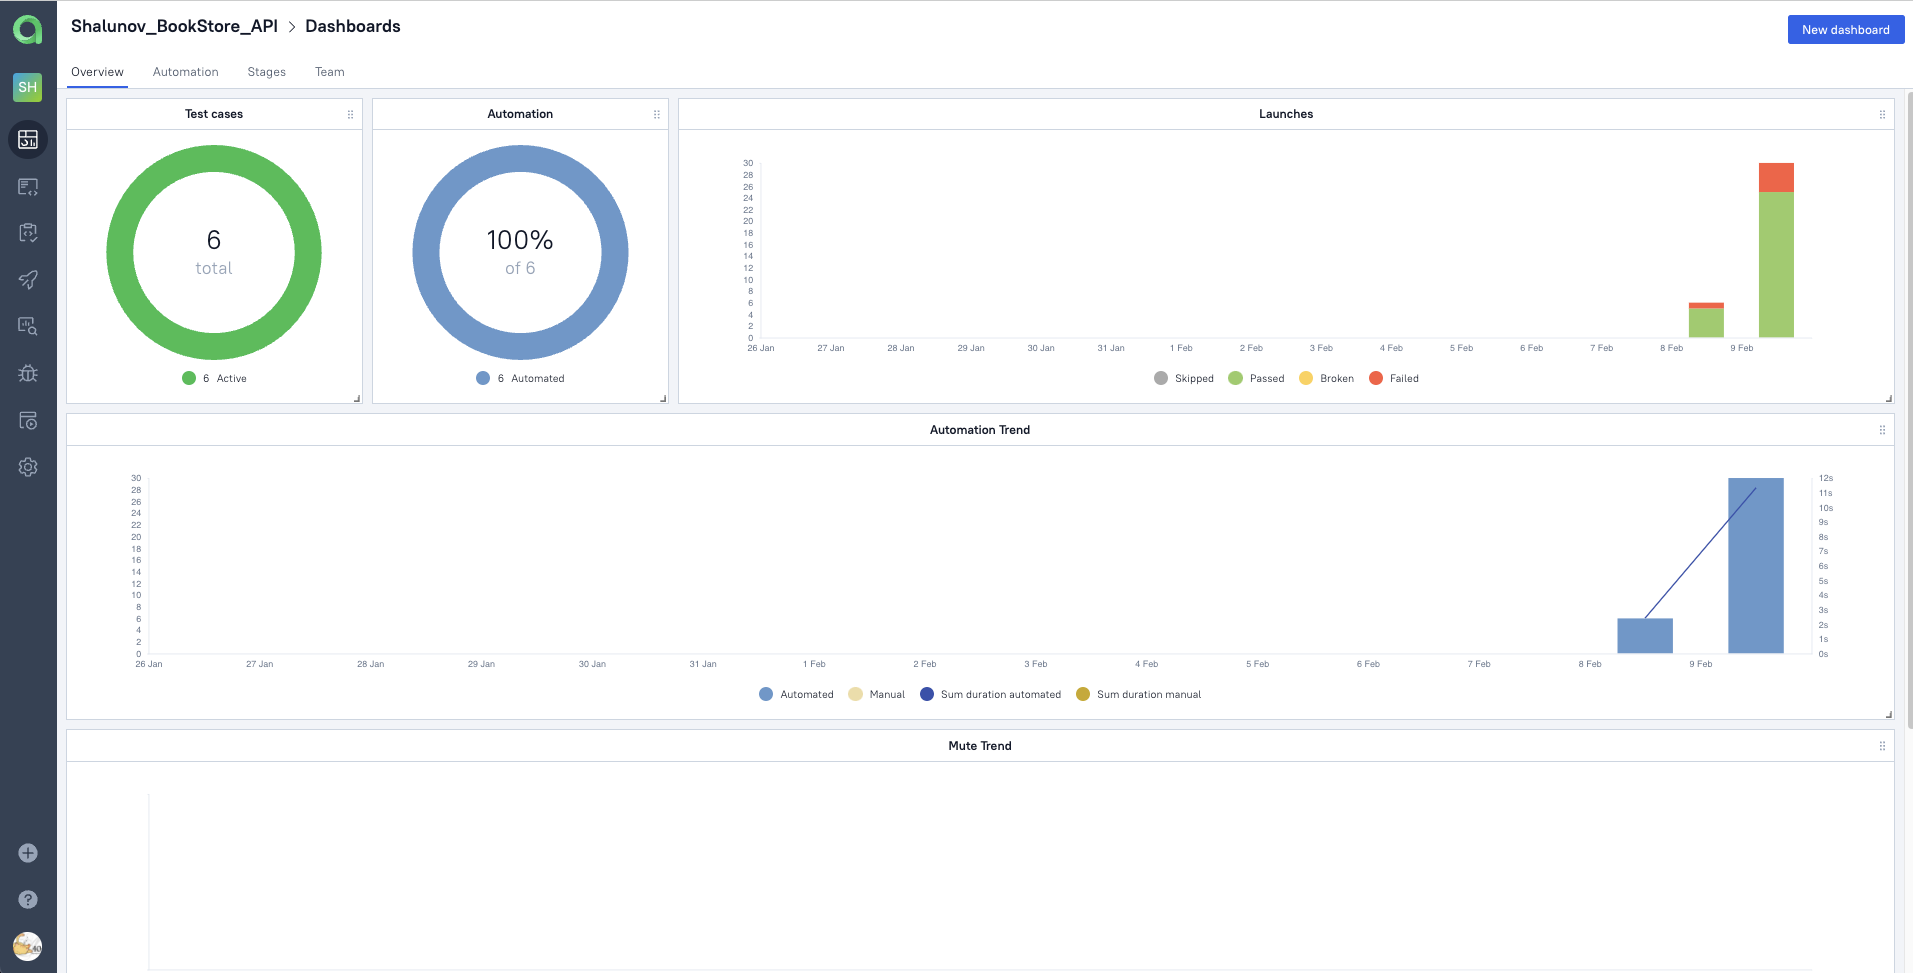 Shalunov_BookStore_API > Dashboards
New dashboard
SH
Overview Automation Stages Team
Test cases
6
total
6 Active
Automation
100%
of 6
6 Automated
Launches
30
28
26
24
22
20
18
16
14
12
10
8
6
4
2
0
26 Jan 27 Jan 28 Jan 29 Jan 30 Jan 31 Jan 1 Feb 2 Feb 3 Feb 4 Feb 5 Feb 6 Feb 7 Feb 8 Feb 9 Feb
Skipped Passed Broken Failed
Automation Trend
30
28
26
24
22
20
18
16
14
12
10
8
6
4
2
0
12s
11s
10s
9s
8s
7s
6s
5s
4s
3s
2s
1s
0s
26 Jan 27 Jan 28 Jan 29 Jan 30 Jan 31 Jan 1 Feb 2 Feb 3 Feb 4 Feb 5 Feb 6 Feb 7 Feb 8 Feb 9 Feb
Automated Manual Sum duration automated Sum duration manual
Mute Trend